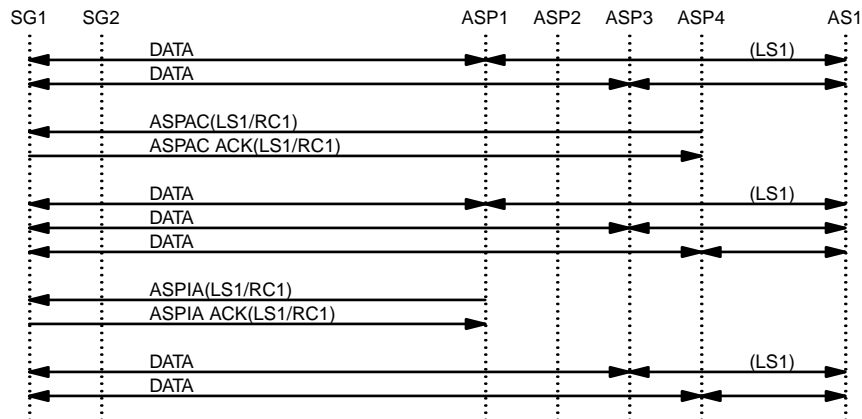 SG1 SG2 ASP1 ASP2 ASP3 ASP4 AS1
DATA (LS1)
DATA
ASPAC(LS1/RC1)
ASPAC ACK(LS1/RC1)
DATA (LS1)
DATA
DATA
ASPIA(LS1/RC1)
ASPIA ACK(LS1/RC1)
DATA (LS1)
DATA